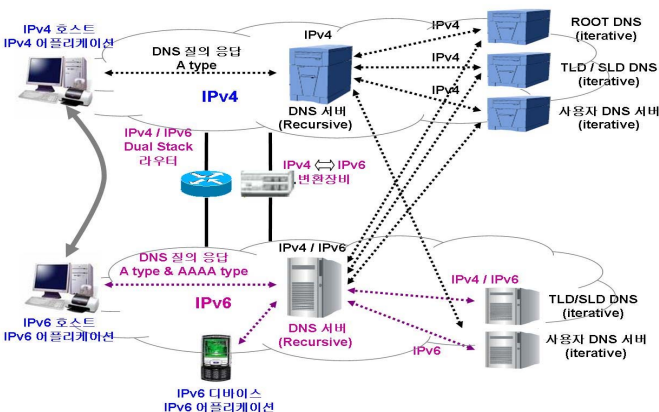 IPv4 호스트
IPv4 어플리케이션
DNS 질의 응답
A type
IPv4
IPv4
DNS 서버
(Recursive)
IPv4
IPv4
IPv4
ROOT DNS
(iterative)
TLD / SLD DNS
(iterative)
사용자 DNS 서버
(iterative)
IPv4 / IPv6
Dual Stack
라우터
IPv4 ⇔ IPv6
변환장비
DNS 질의 응답
A type & AAAA type
IPv6
IPv4 / IPv6
DNS 서버
(Recursive)
IPv4 / IPv6
IPv6
TLD/SLD DNS
(iterative)
사용자 DNS 서버
(iterative)
IPv6 호스트
IPv6 어플리케이션
IPv6 디바이스
IPv6 어플리케이션